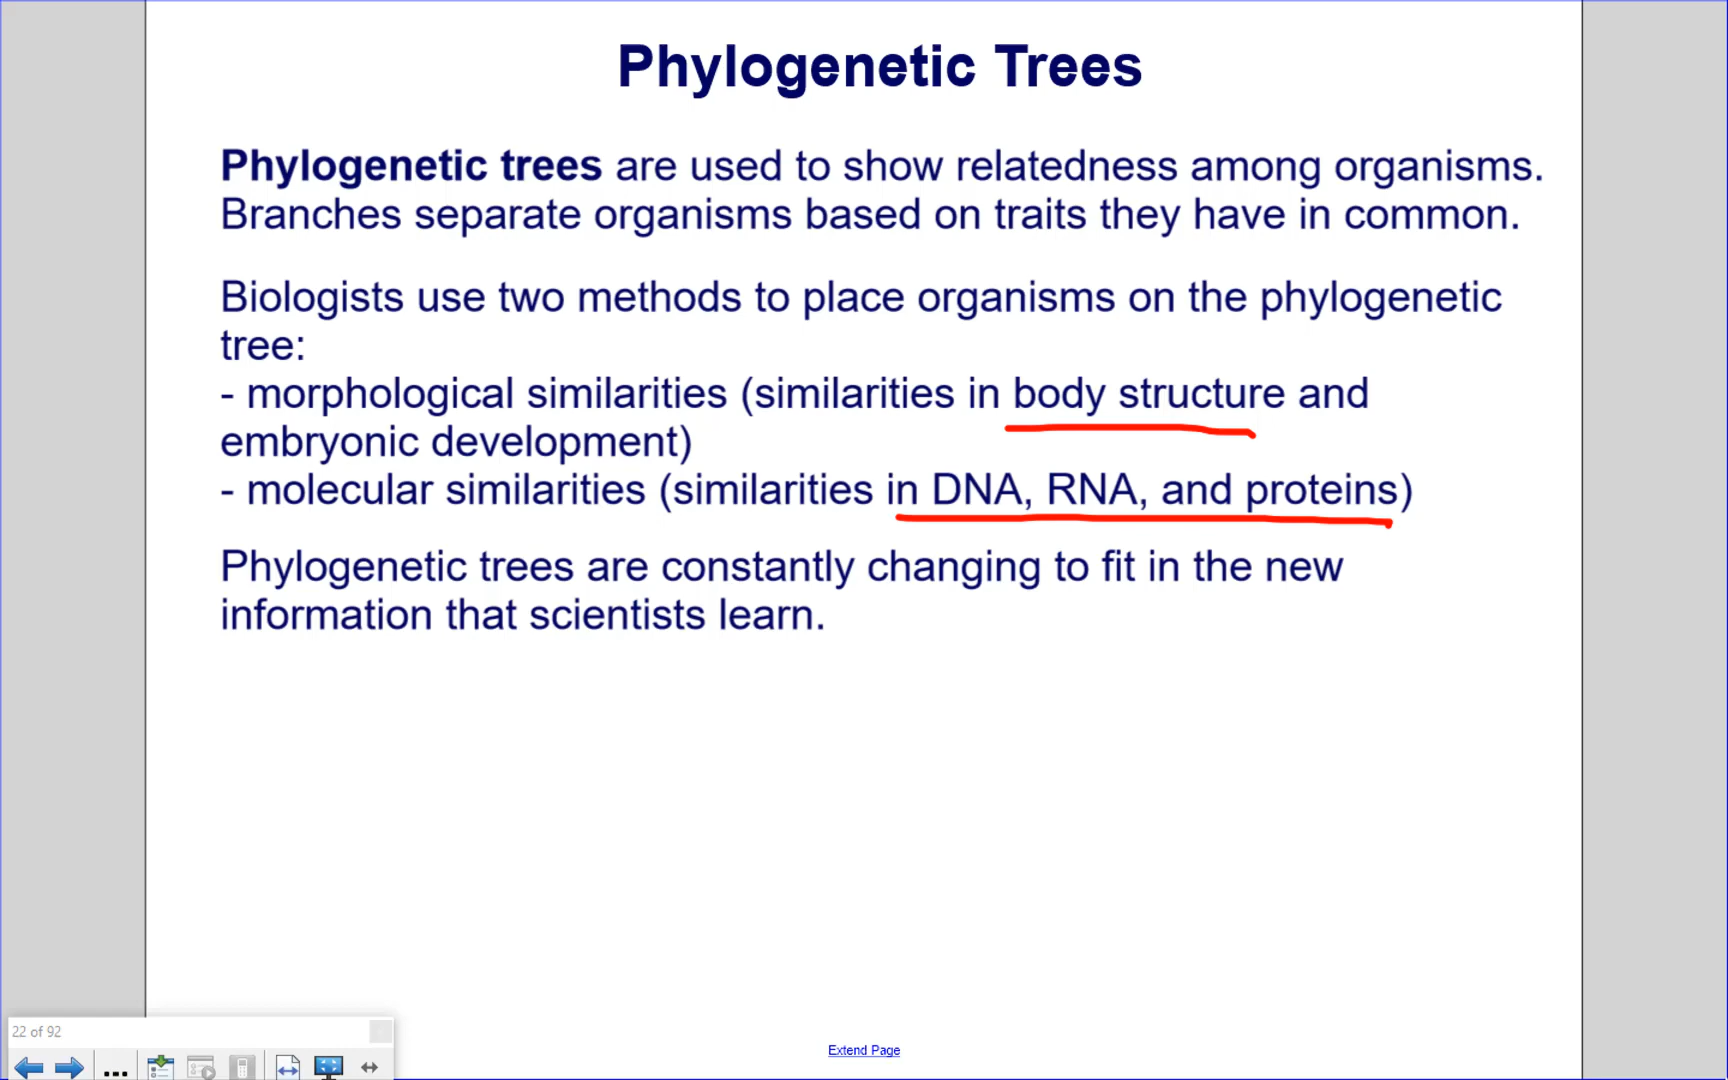 Phylogenetic Trees
Phylogenetic trees are used to show relatedness among organisms.
Branches separate organisms based on traits they have in common.
Biologists use two methods to place organisms on the phylogenetic
tree:
- morphological similarities (similarities in body structure and
embryonic development)
- molecular similarities (similarities in DNA, RNA, and proteins)
Phylogenetic trees are constantly changing to fit in the new
information that scientists learn.
22 of 92
Extend Page